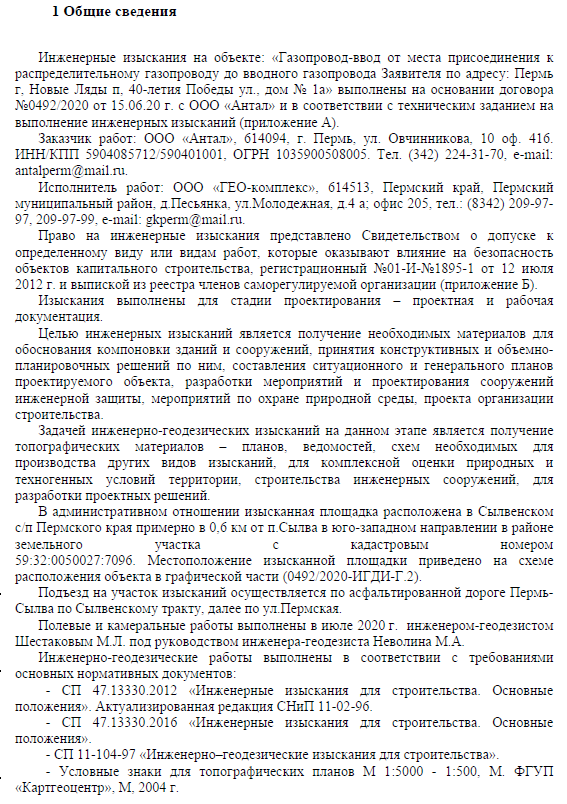 1 Общие сведения
Инженерные изыскания на объекте: «Газопровод-ввод от места присоединения к
распределительному газопроводу до вводного газопровода Заявителя по адресу: Пермь
г, Новые Ляды п, 40-летия Победы ул., дом № 1а» выполнены на основании договора
№0492/2020 от 15.06.20 г. с ООО «Антал» и в соответствии с техническим заданием на
выполнение инженерных изысканий (приложение А).
Заказчик работ: ООО «Антал», 614094, г. Пермь, ул. Овчинникова, 10 оф. 416.
ИНН/КПП 5904085712/590401001, ОГРН 1035900508005. Тел. (342) 224-31-70, e-mail:
antalperm@mail.ru.
Исполнитель работ: ООО «ГЕО-комплекс», 614513, Пермский край, Пермский
муниципальный район, д.Песьянка, ул.Молодежная, д.4 а; офис 205, тел.: (8342) 209-97-
97, 209-97-99, e-mail: gkperm@mail.ru.
Право на инженерные изыскания представлено Свидетельством о допуске к
определенному виду или видам работ, которые оказывают влияние на безопасность
объектов капитального строительства, регистрационный №01-И-№1895-1 от 12 июля
2012 г. и выпиской из реестра членов саморегулируемой организации (приложение Б).
Изыскания выполнены для стадии проектирования – проектная и рабочая
документация.
Целью инженерных изысканий является получение необходимых материалов для
обоснования компоновки зданий и сооружений, принятия конструктивных и объемно-
планировочных решений по ним, составления ситуационного и генерального планов
проектируемого объекта, разработки мероприятий и проектирования сооружений
инженерной защиты, мероприятий по охране природной среды, проекта организации
строительства.
Задачей инженерно-геодезических изысканий на данном этапе является получение
топографических материалов – планов, ведомостей, схем необходимых для
производства других видов изысканий, для комплексной оценки природных и
техногенных условий территории, строительства инженерных сооружений, для
разработки проектных решений.
В административном отношении изысканная площадка расположена в Сылвенском
с/п Пермского края примерно в 0,6 км от п.Сылва в юго-западном направлении в районе
земельного участка с кадастровым номером
59:32:0050027:7096. Местоположение изысканной площадки приведено на схеме
расположения объекта в графической части (0492/2020-ИГДИ-Г.2).
Подъезд на участок изысканий осуществляется по асфальтированной дороге Пермь-
Сылва по Сылвенскому тракту, далее по ул.Пермская.
Полевые и камеральные работы выполнены в июле 2020 г. инженером-геодезистом
Шестаковым М.Л. под руководством инженера-геодезиста Неволина М.А.
Инженерно-геодезические работы выполнены в соответствии с требованиями
основных нормативных документов:
- СП 47.13330.2012 «Инженерные изыскания для строительства. Основные
положения». Актуализированная редакция СНиП 11-02-96.
- СП 47.13330.2016 «Инженерные изыскания для строительства. Основные
положения».
- СП 11-104-97 «Инженерно–геодезические изыскания для строительства».
- Условные знаки для топографических планов М 1:5000 - 1:500, М. ФГУП
«Картгеоцентр», М, 2004 г.